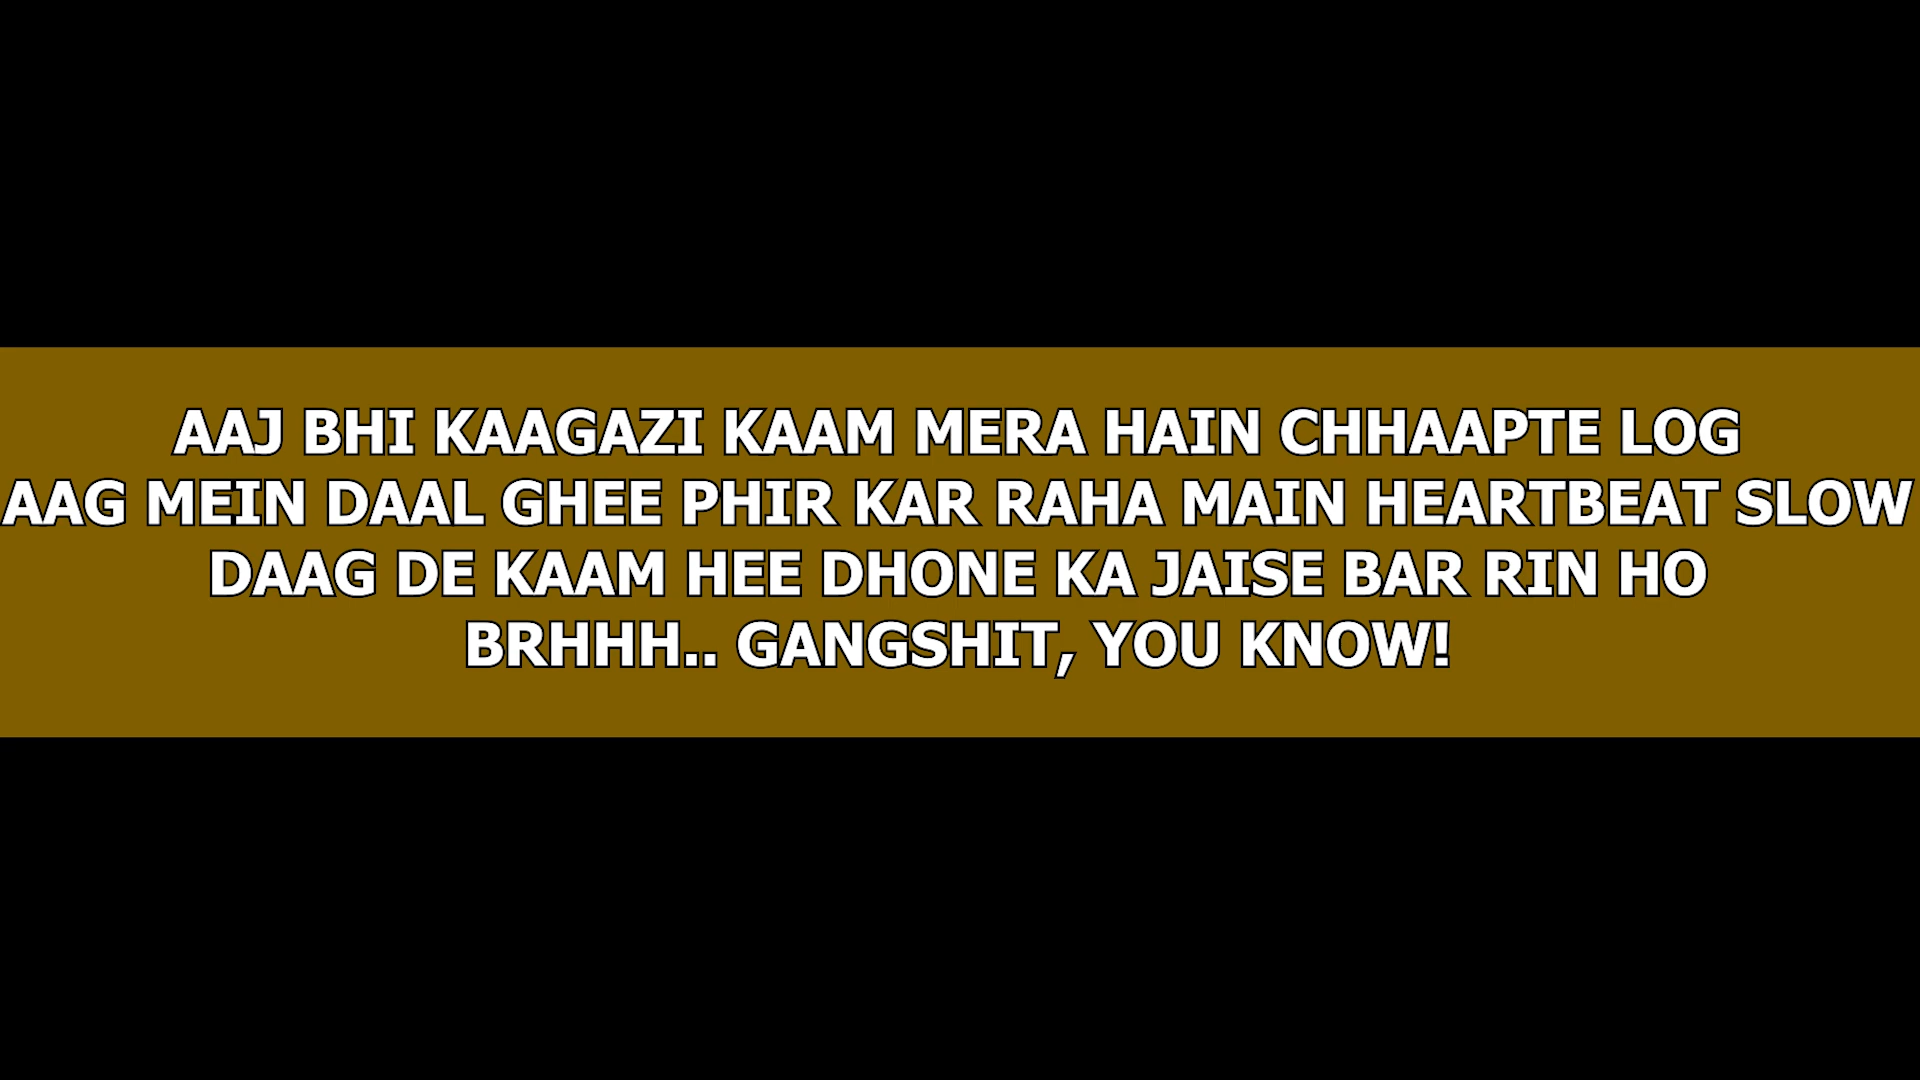 AAJ BHI KAAGAZI KAAM MERA HAIN CHHAAPTE LOG
AAG MEIN DAAL GHEE PHIR KAR RAHA MAIN HEARTBEAT SLOW
DAAG DE KAAM HEE DHONE KA JAISE BAR RIN HO
BRHHH.. GANGSHIT, YOU KNOW!